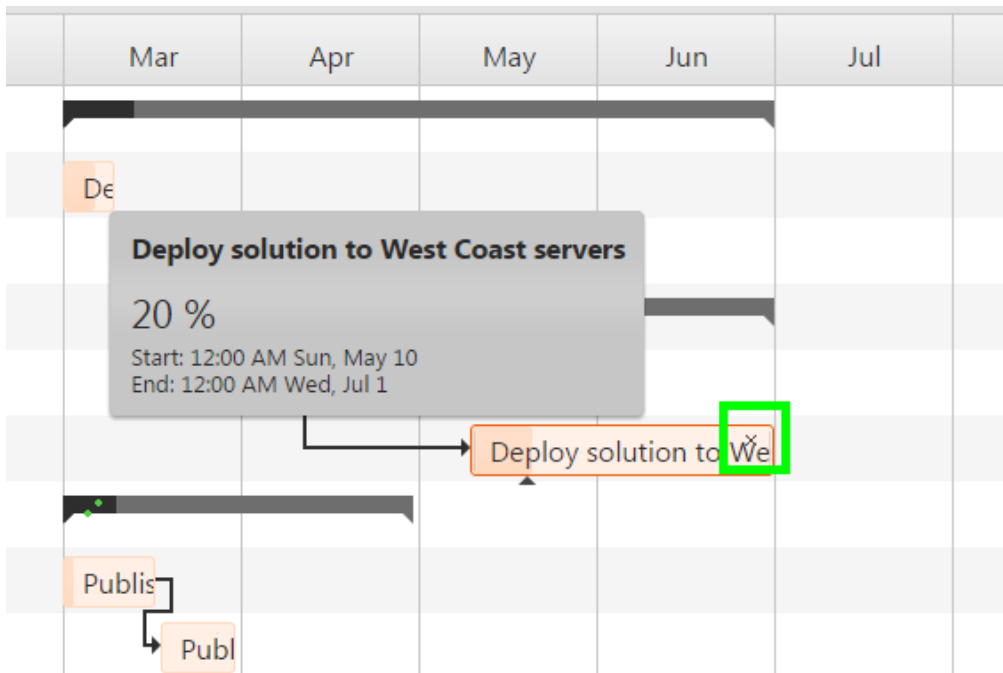 Mar Apr May Jun Jul
De
Deploy solution to West Coast servers
20 %
Start: 12:00 AM Sun, May 10
End: 12:00 AM Wed, Jul 1
Deploy solution to We
Publis
Publ